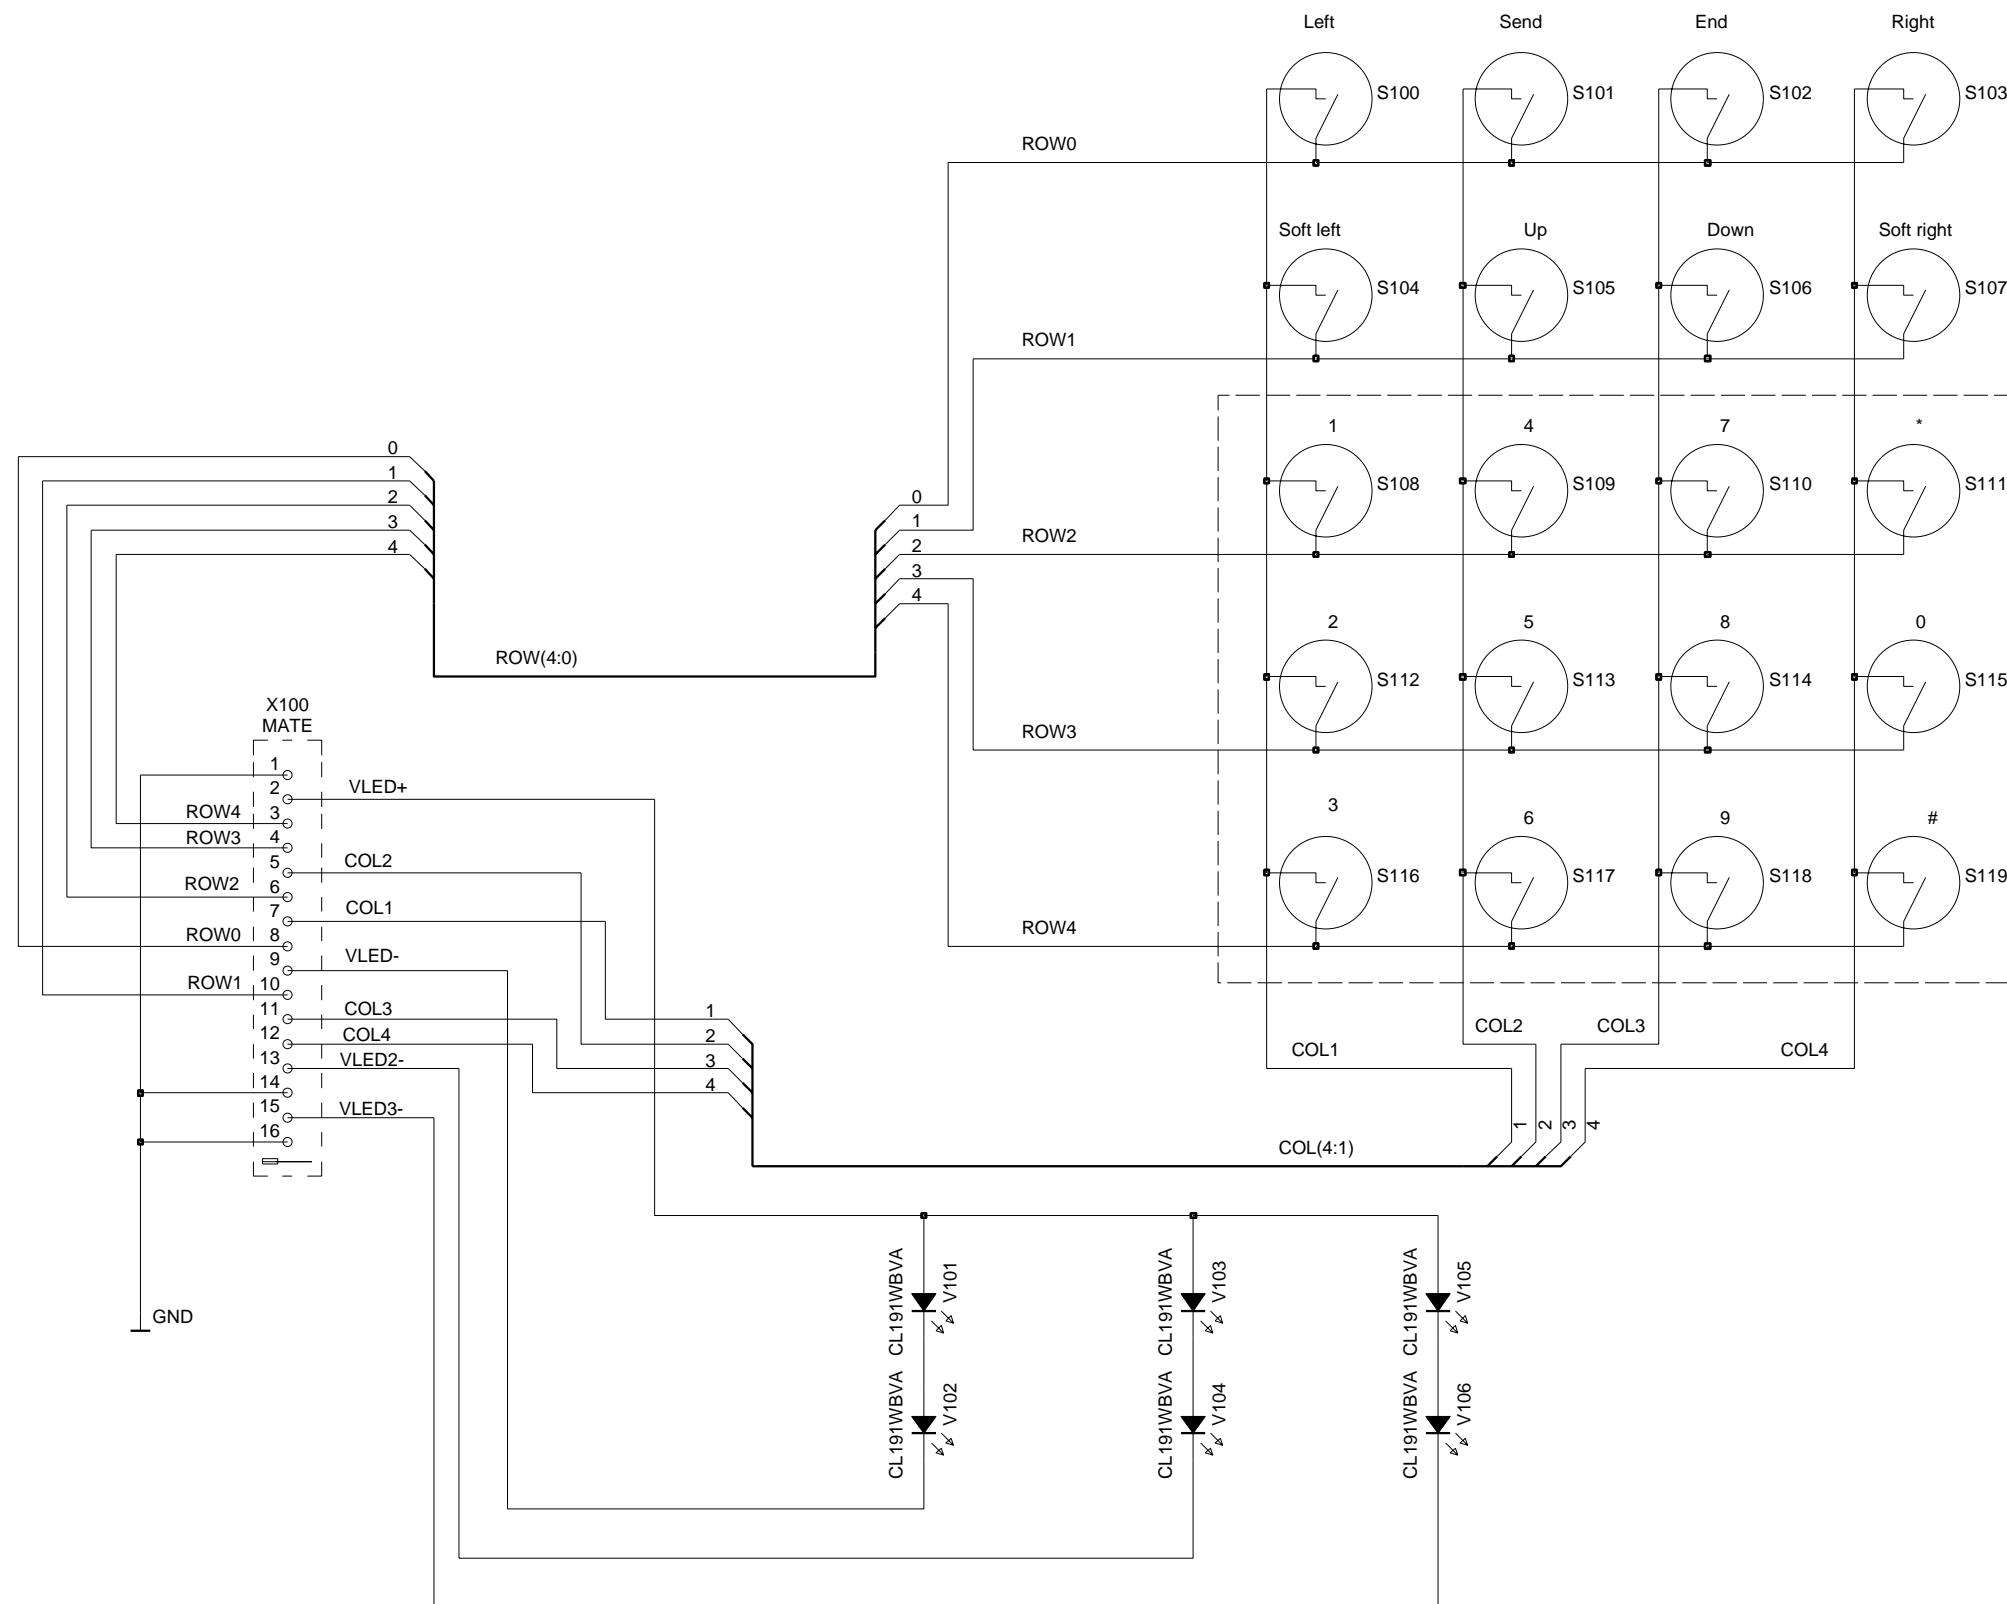 Left Send End Right
S100 S101 S102 S103
ROW0
Soft left Up Down Soft right
S104 S105 S106 S107
ROW1
1 4 7 *
S108 S109 S110 S111
ROW2
2 5 8 0
S112 S113 S114 S115
ROW3
3 6 9 #
S116 S117 S118 S119
ROW4
0
1
2
3
4
0
1
2
3
4
ROW(4:0)
X100
MATE
1
2 VLED+
ROW4 3
ROW3 4
5 COL2
ROW2 6
7 COL1
ROW0 8
9 VLED-
ROW1 10
11 COL3
12 COL4
13 VLED2-
14
15 VLED3-
16
GND
1
2
3
4
COL1 COL2 COL3 COL4
1 2 3 4
COL(4:1)
CL191WBVA V101
CL191WBVA V103
CL191WBVA V105
CL191WBVA V102
CL191WBVA V104
CL191WBVA V106